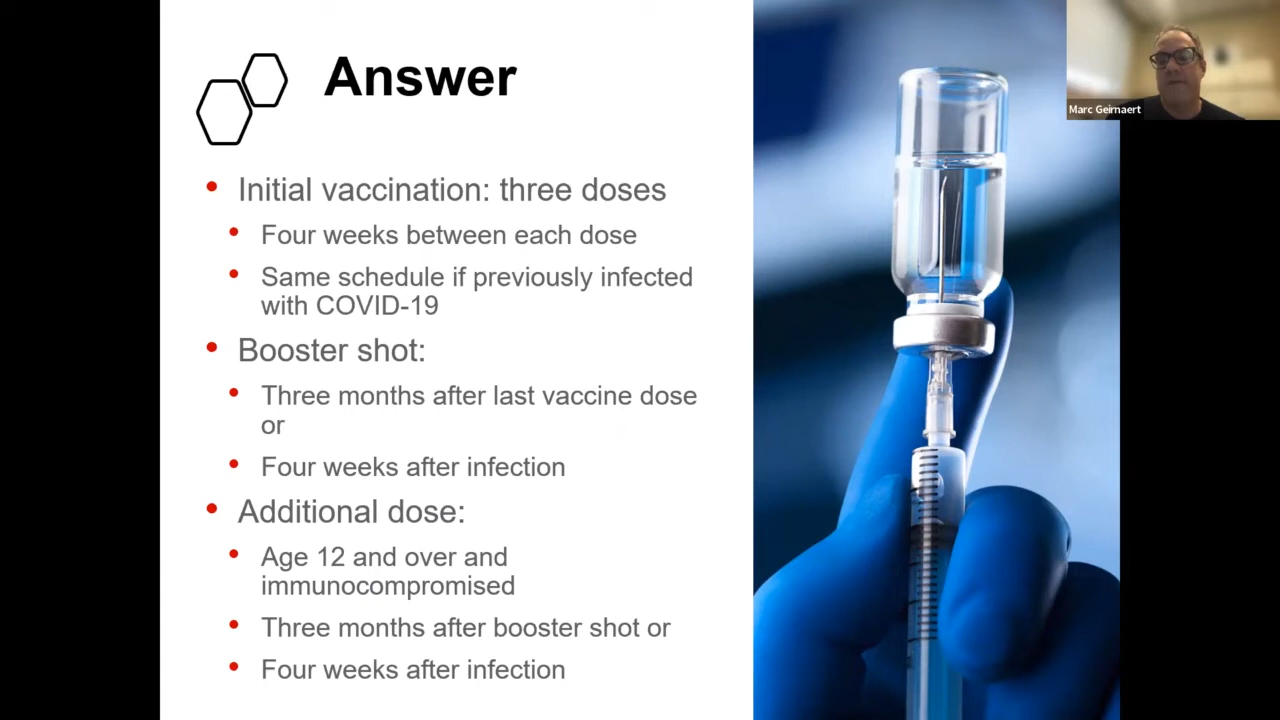 Answer
Initial vaccination: three doses
Four weeks between each dose
Same schedule if previously infected
with COVID-19
Booster shot:
Three months after last vaccine dose
or
Four weeks after infection
Additional dose:
Age 12 and over and
immunocompromised
Three months after booster shot or
Four weeks after infection
Marc Geirnaert